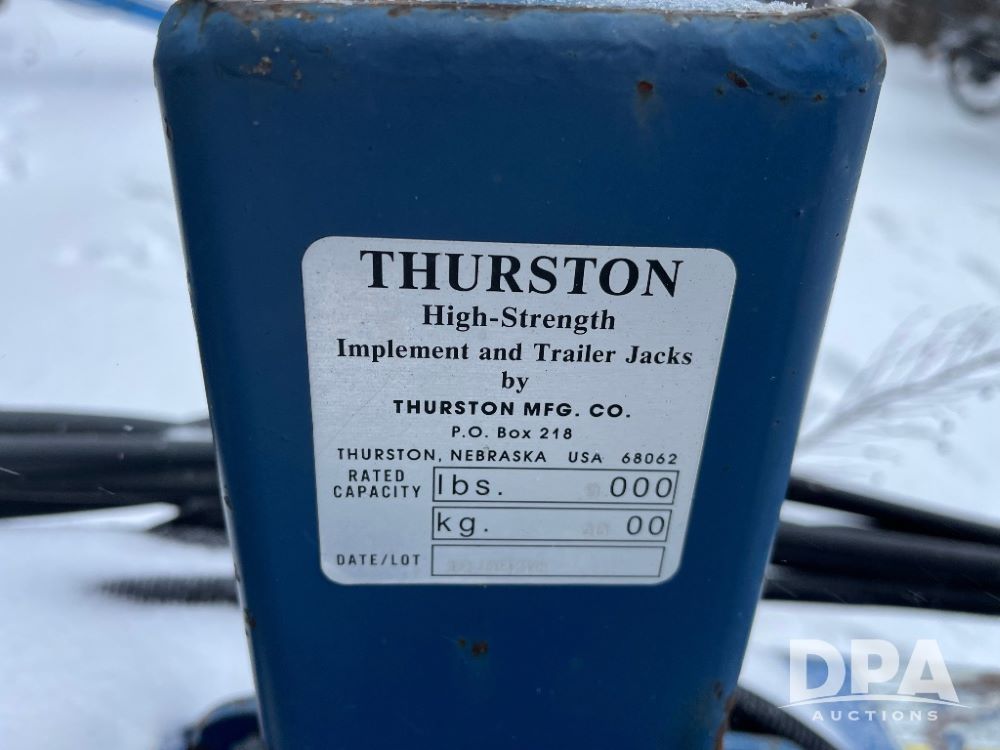 THURSTON
High-Strength
Implement and Trailer Jacks
by
THURSTON MFG. CO.
P.O. Box 218
THURSTON, NEBRASKA USA 68062
RATED CAPACITY lbs. 000
kg. 00
DATE/LOT
DPA
AUCTIONS